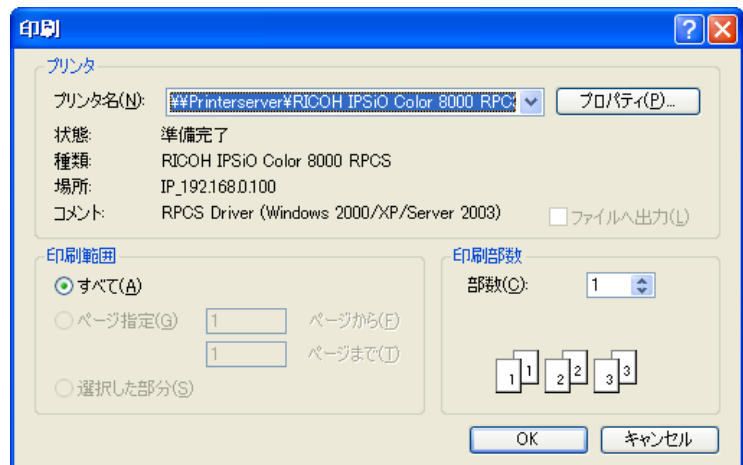 印刷
プリンタ
プリンタ名(N): ¥¥Printerserver¥RICOH IPSiO Color 8000 RPC プロパティ(P)...
状態: 準備完了
種類: RICOH IPSiO Color 8000 RPCS
場所: IP_192.168.0.100
コメント: RPCS Driver (Windows 2000/XP/Server 2003) ファイルへ出力(L)
印刷範囲
すべて(A)
ページ指定(G) 1 ページから(F)
1 ページまで(T)
選択した部分(S)
印刷部数
部数(C): 1
1 1 2 2 3 3
OK キャンセル